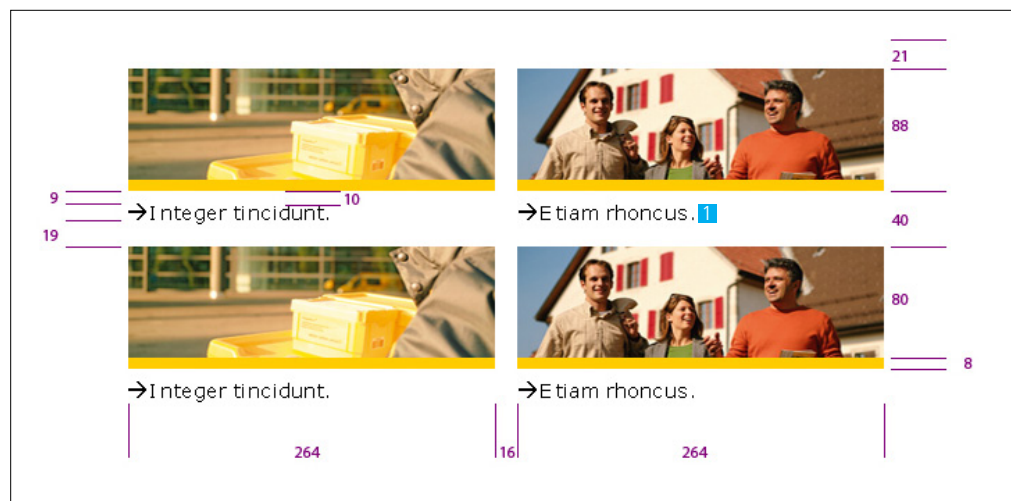 21
88
9
10
→Integer tincidunt.
→Etiam rhoncus. 1
40
19
80
8
→Integer tincidunt.
→Etiam rhoncus.
264
16
264